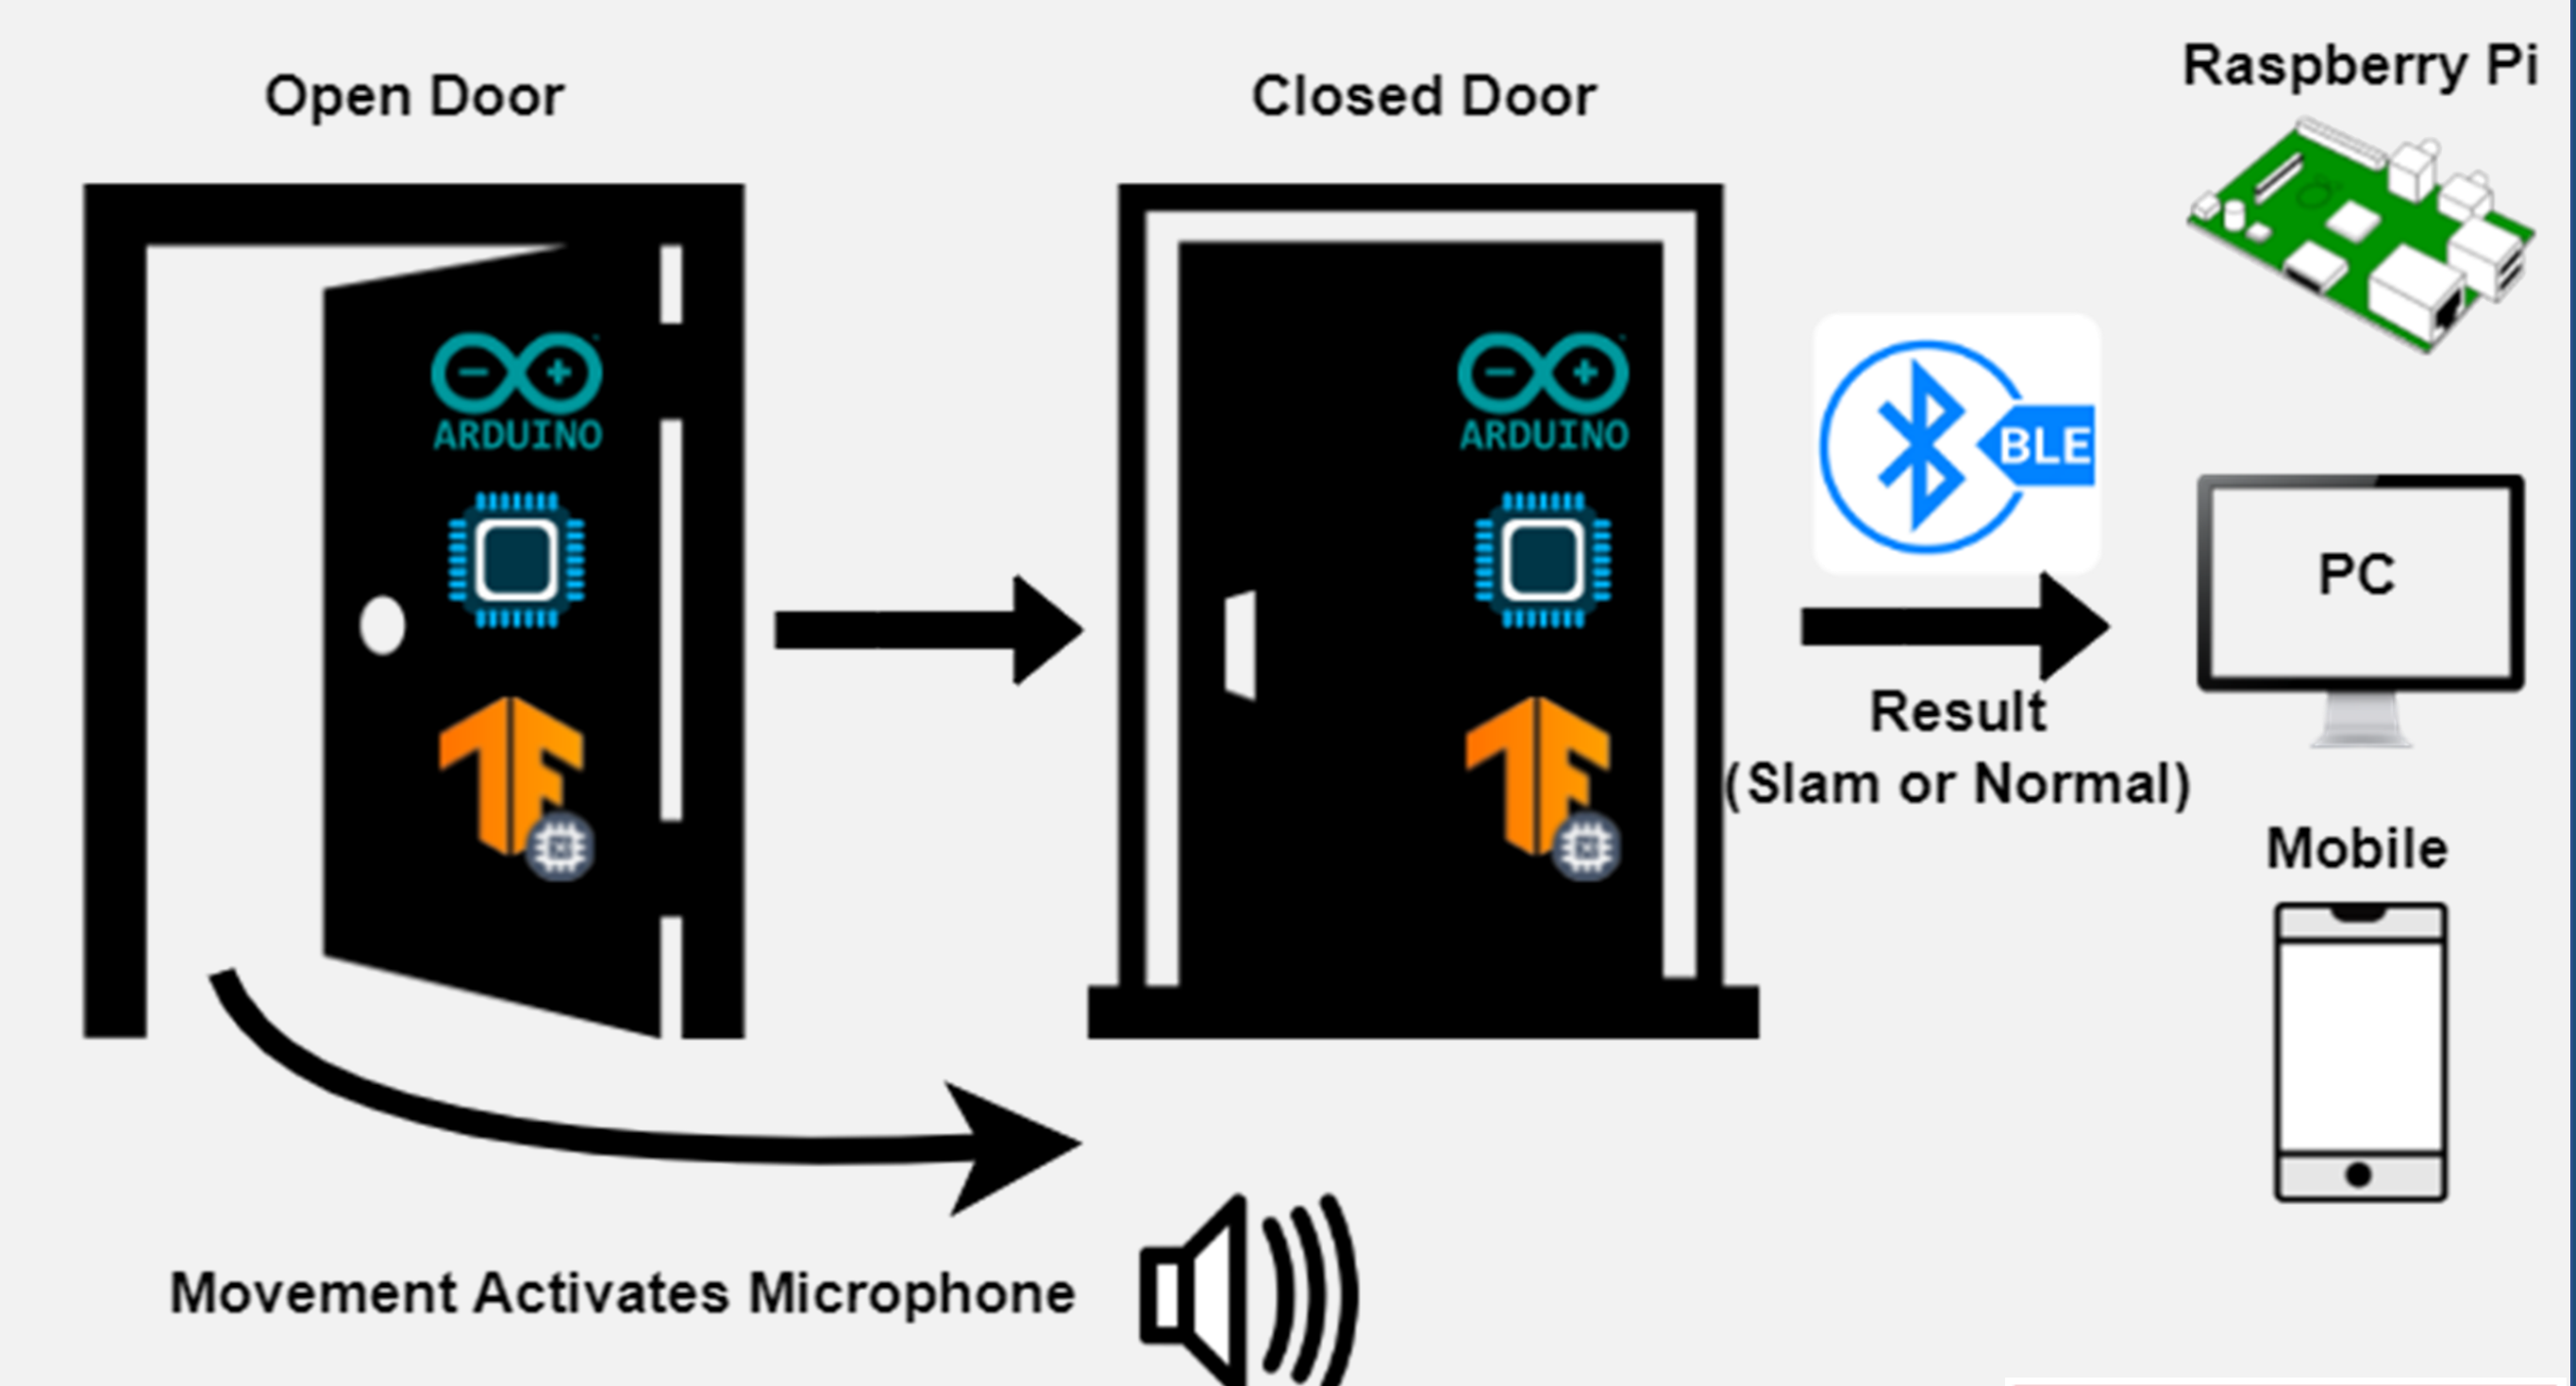 Open Door
Closed Door
Raspberry Pi
ARDUINO
ARDUINO
BLE
PC
Result
(Slam or Normal)
Mobile
Movement Activates Microphone